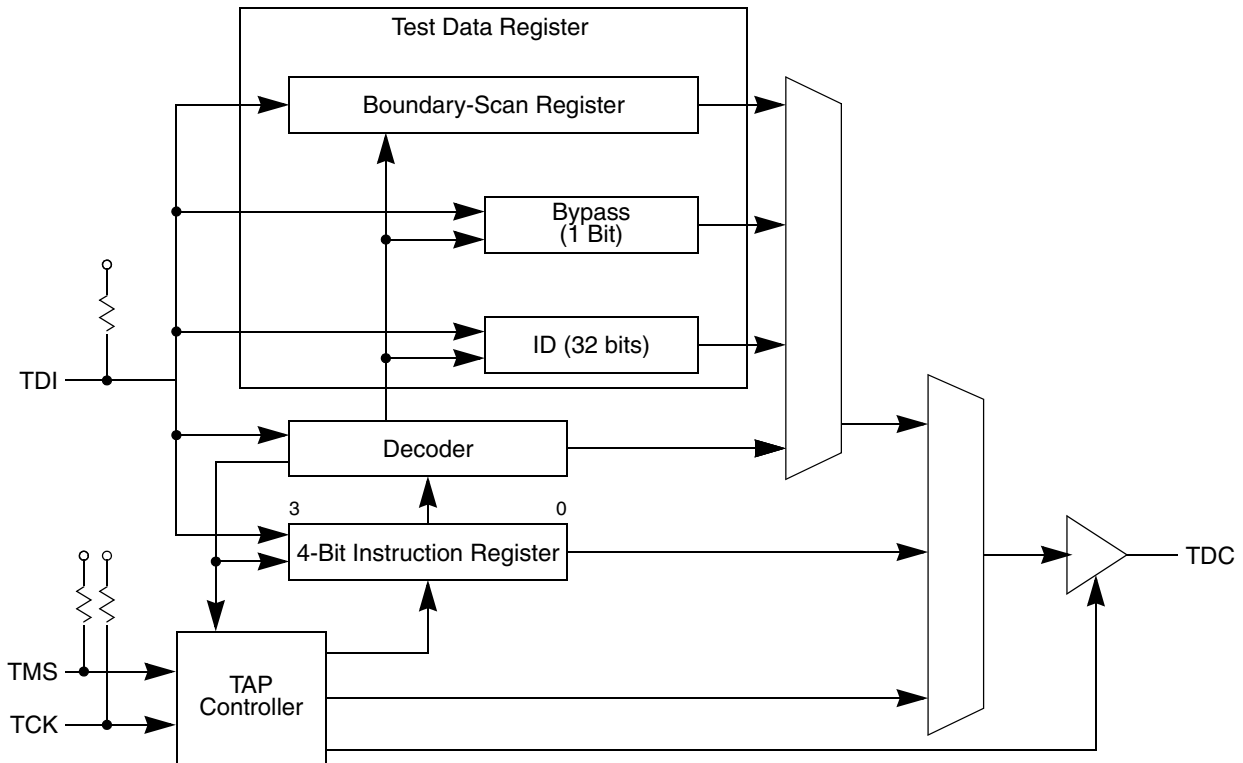 Test Data Register
Boundary-Scan Register
Bypass
(1 Bit)
ID (32 bits)
TDI
Decoder
3
0
4-Bit Instruction Register
TDC
TMS
TAP
Controller
TCK